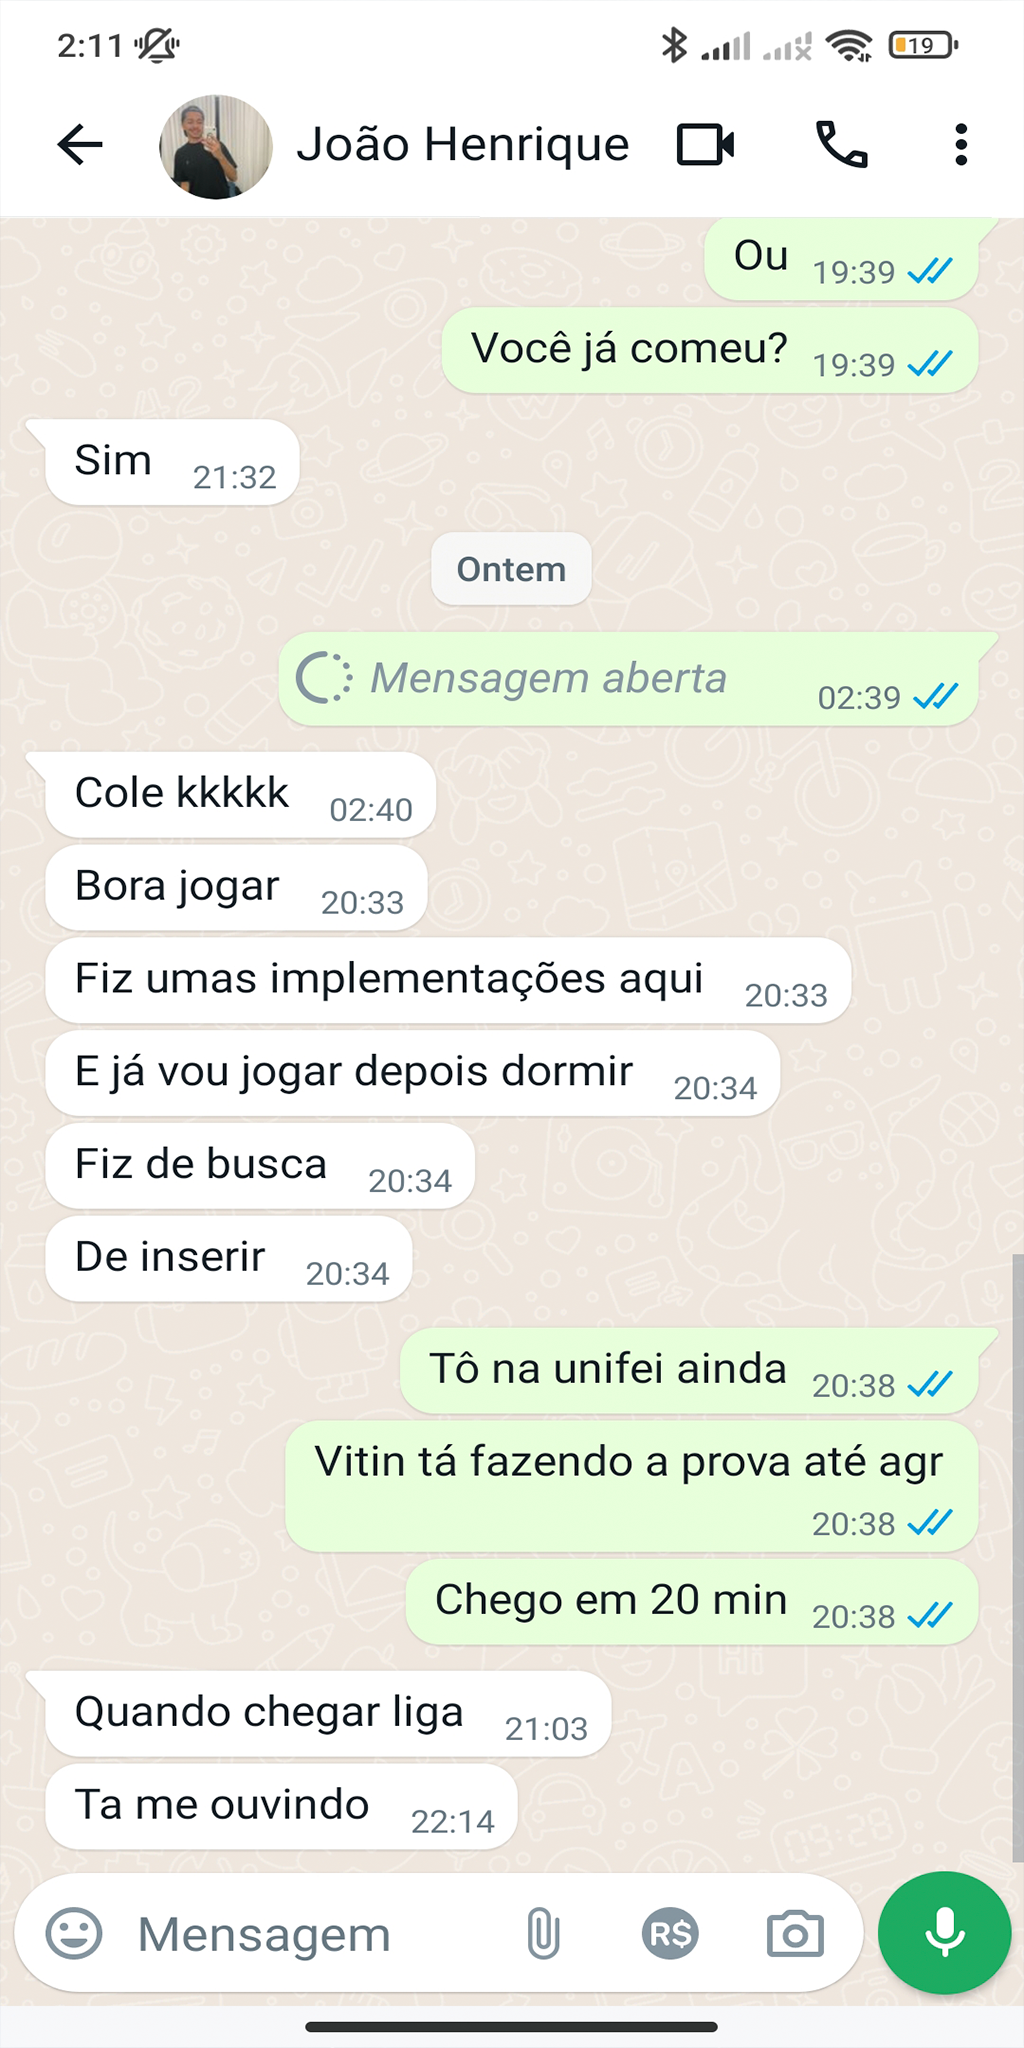 2:11
19
João Henrique
Ou 19:39
Você já comeu? 19:39
Sim 21:32
Ontem
Mensagem aberta 02:39
Cole kkkkk 02:40
Bora jogar 20:33
Fiz umas implementações aqui 20:33
E já vou jogar depois dormir 20:34
Fiz de busca 20:34
De inserir 20:34
Tô na unifei ainda 20:38
Vitin tá fazendo a prova até agr
20:38
Chego em 20 min 20:38
Quando chegar liga 21:03
Ta me ouvindo 22:14
Mensagem R$